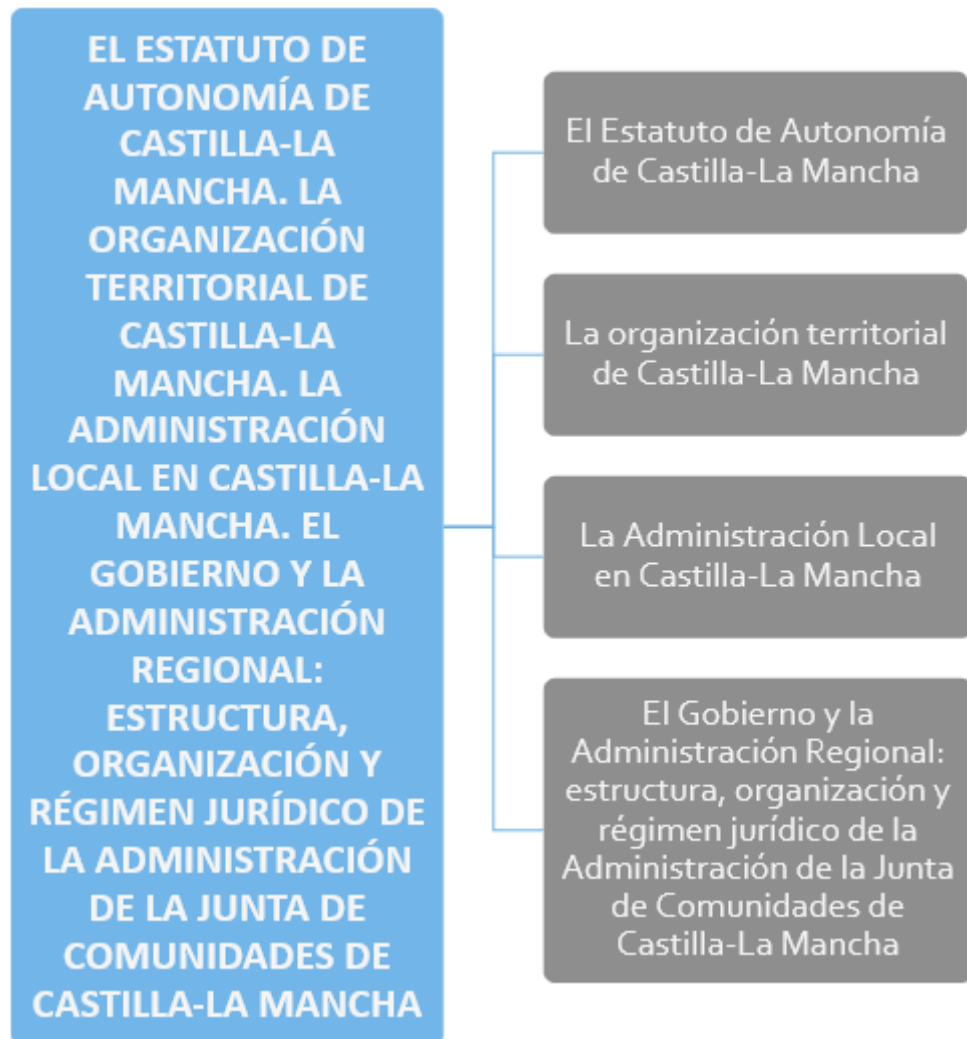 EL ESTATUTO DE
AUTONOMÍA DE
CASTILLA-LA
MANCHA. LA
ORGANIZACIÓN
TERRITORIAL DE
CASTILLA-LA
MANCHA. LA
ADMINISTRACIÓN
LOCAL EN CASTILLA-LA
MANCHA. EL
GOBIERNO Y LA
ADMINISTRACIÓN
REGIONAL:
ESTRUCTURA,
ORGANIZACIÓN Y
RÉGIMEN JURÍDICO DE
LA ADMINISTRACIÓN
DE LA JUNTA DE
COMUNIDADES DE
CASTILLA-LA MANCHA
El Estatuto de Autonomía
de Castilla-La Mancha
La organización territorial
de Castilla-La Mancha
La Administración Local
en Castilla-La Mancha
El Gobierno y la
Administración Regional:
estructura, organización y
régimen jurídico de la
Administración de la Junta
de Comunidades de
Castilla-La Mancha